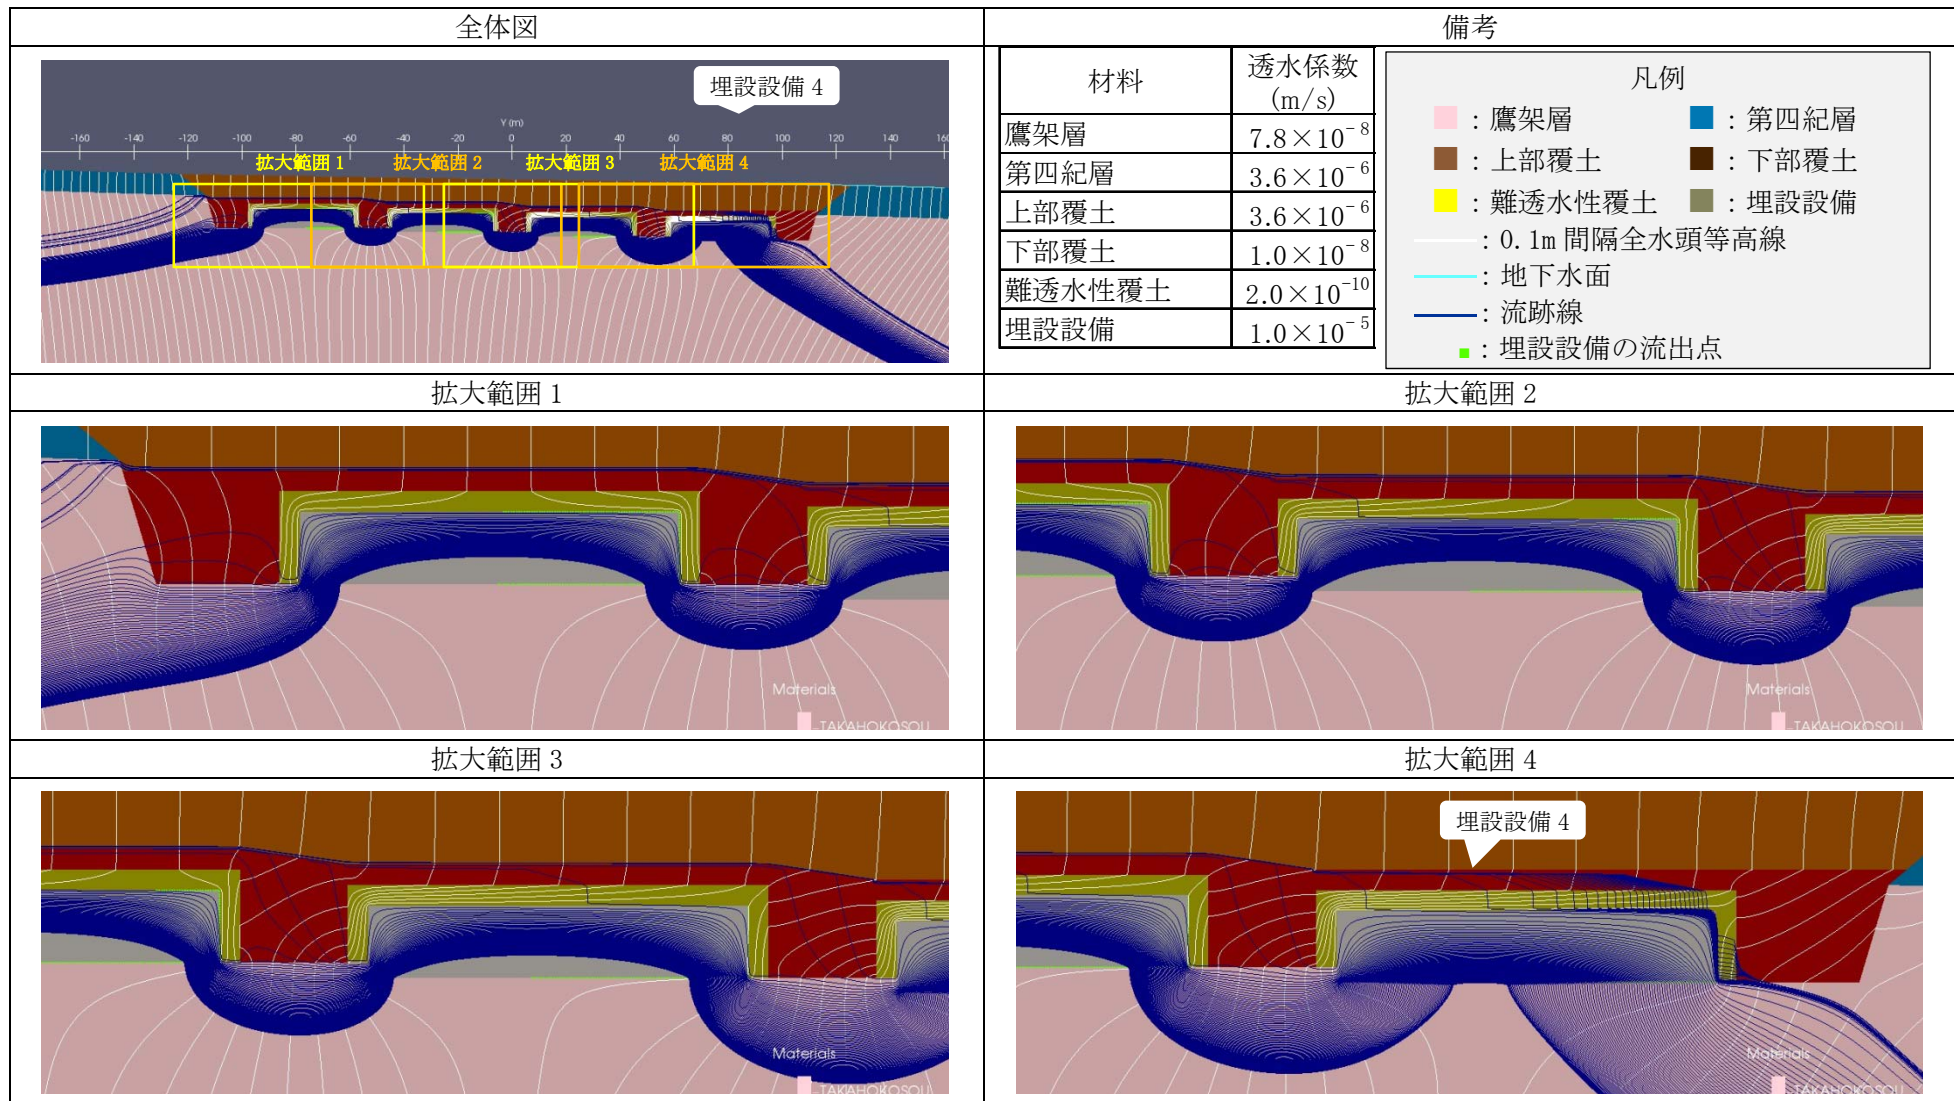 全体図
備考
埋設設備 4
Y (m)
-160 -140 -120 -100 -80 -60 -40 -20 0 20 40 60 80 100 120 140 160
拡大範囲 1 拡大範囲 2 拡大範囲 3 拡大範囲 4
材料 透水係数 (m/s)
鷹架層 7.8×10⁻⁸
第四紀層 3.6×10⁻⁶
上部覆土 3.6×10⁻⁶
下部覆土 1.0×10⁻⁸
難透水性覆土 2.0×10⁻¹⁰
埋設設備 1.0×10⁻⁵
凡例
：鷹架層 ：第四紀層
：上部覆土 ：下部覆土
：難透水性覆土 ：埋設設備
：0.1m 間隔全水頭等高線
：地下水面
：流跡線
：埋設設備の流出点
拡大範囲 1
拡大範囲 2
Materials
TAKAHOKOSOU
Materials
TAKAHOKOSOU
拡大範囲 3
拡大範囲 4
埋設設備 4
Materials
TAKAHOKOSOU
Materials
TAKAHOKOSOU